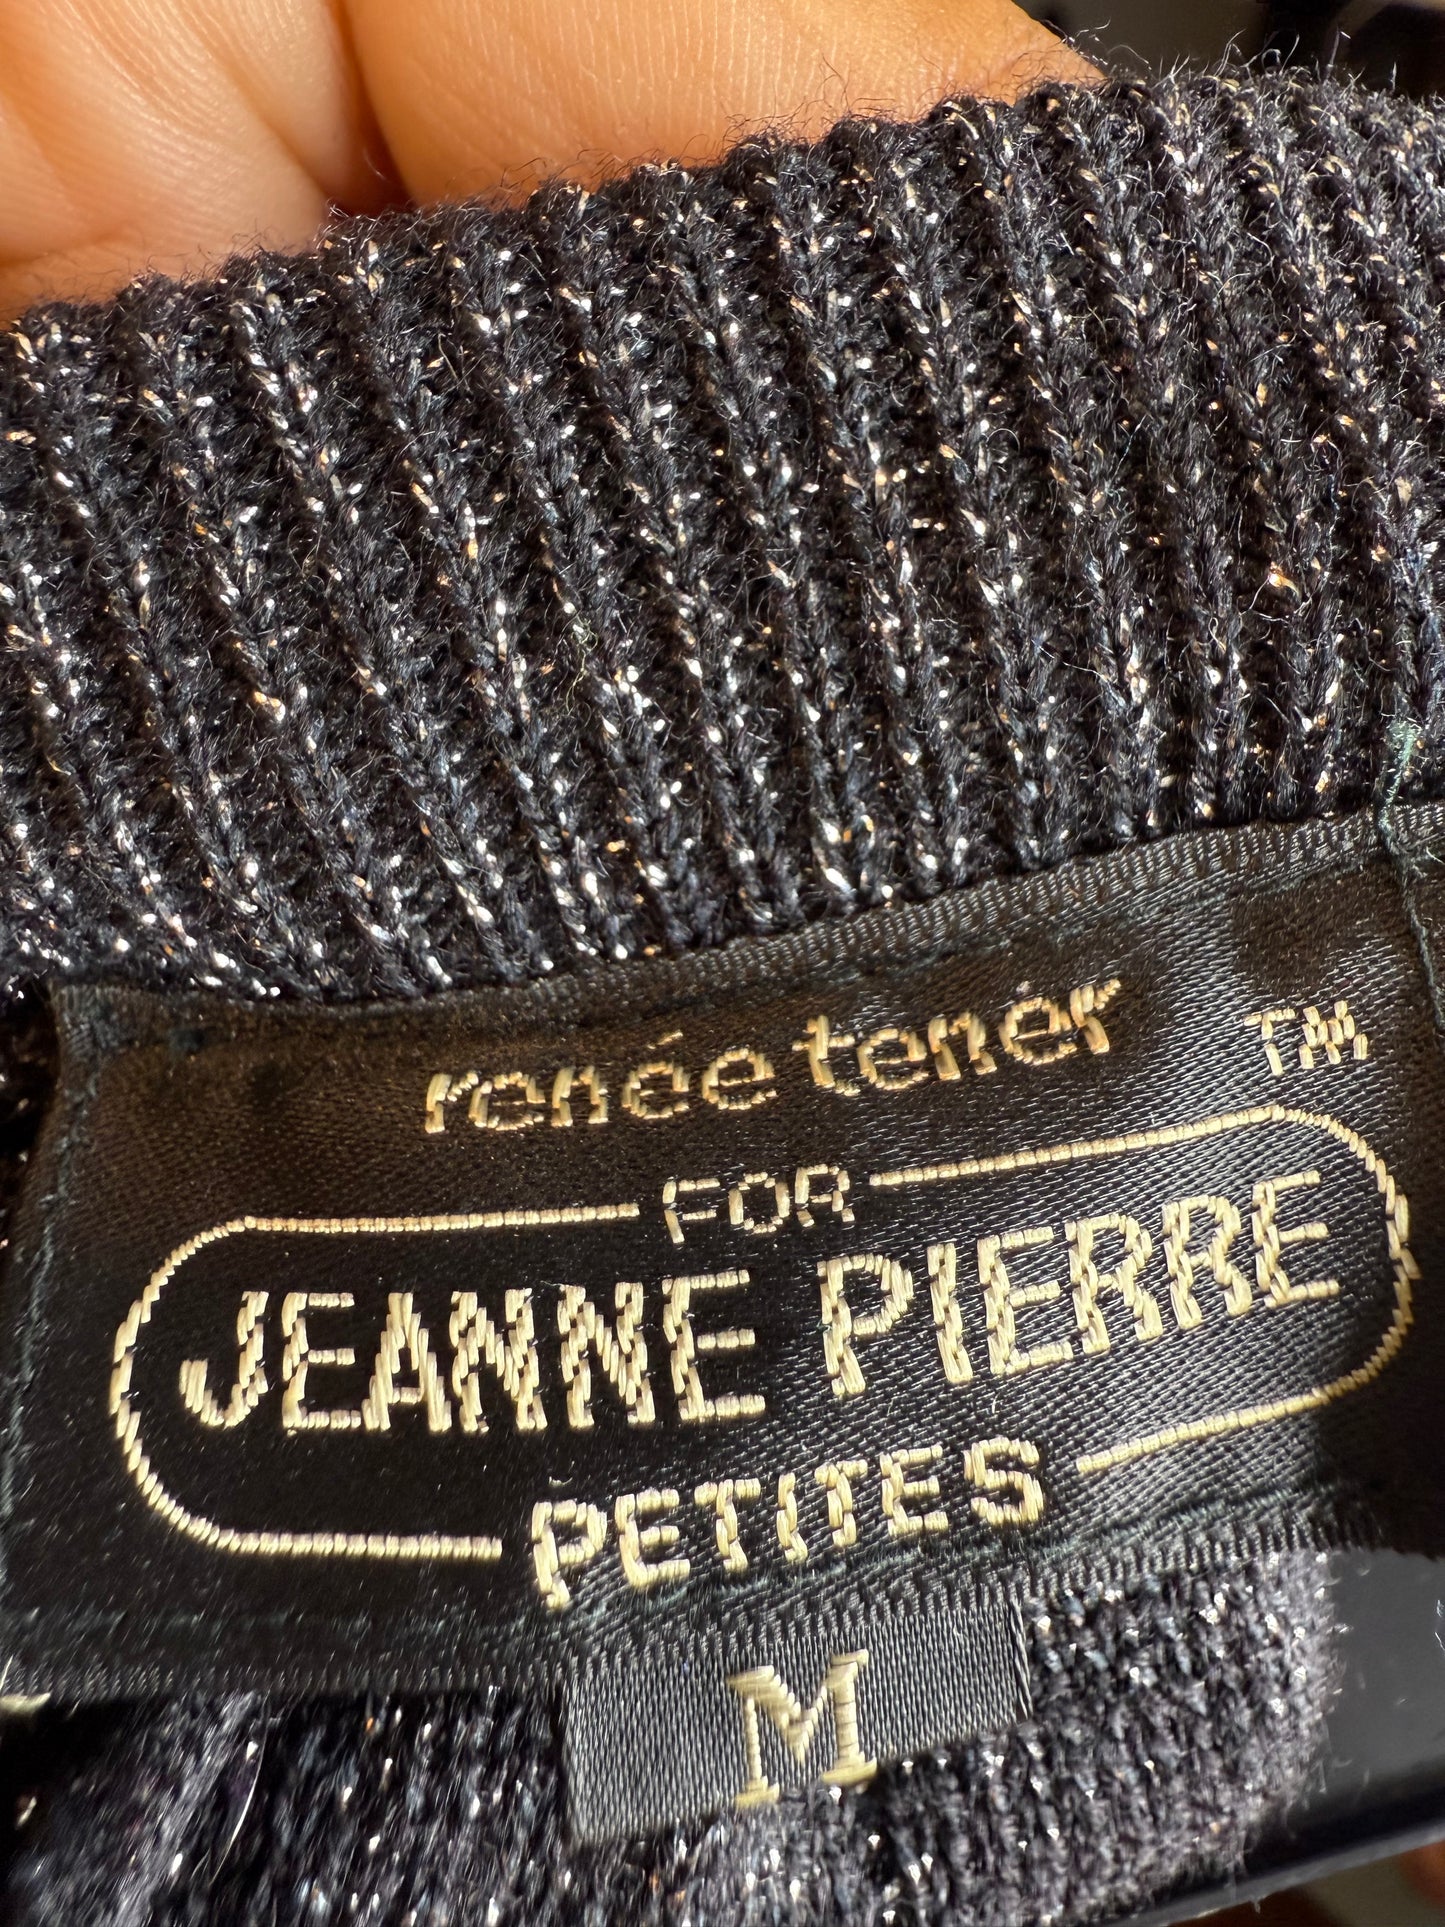 renée tener
TM
FOR
JEANNE PIERRE
PETITES
M